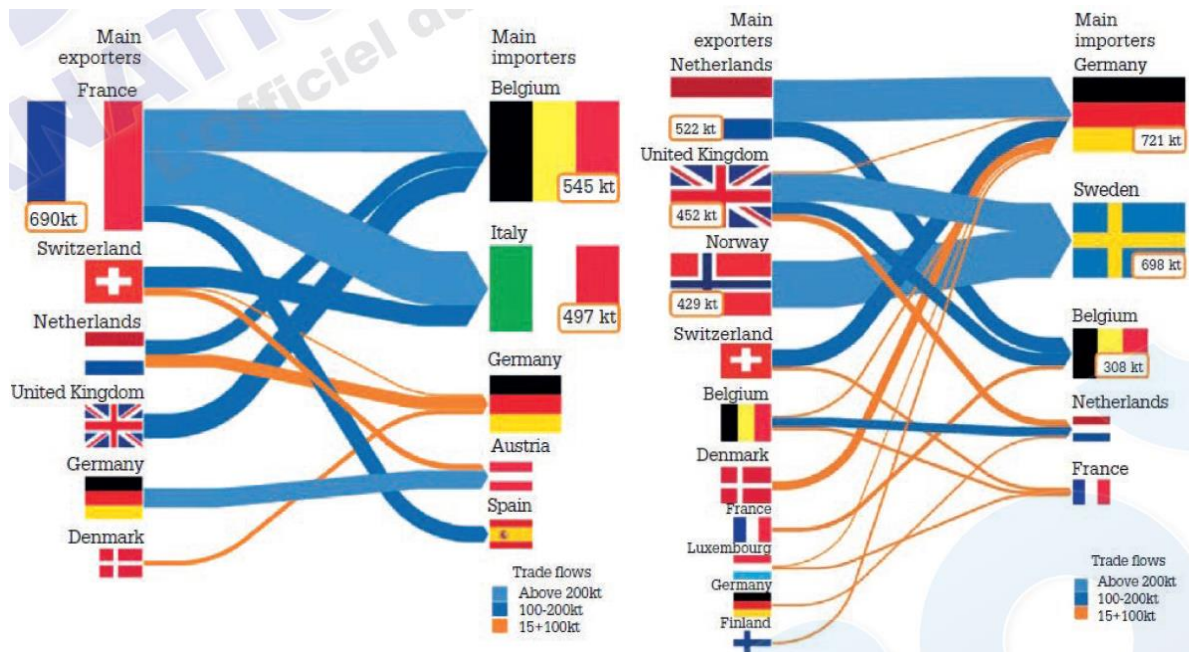 NATIO
L'Officiel du
Main
exporters
France
690kt
Switzerland
Netherlands
United Kingdom
Germany
Denmark
Main
importers
Belgium
545 kt
Italy
497 kt
Germany
Austria
Spain
Trade flows
Above 200kt
100-200kt
15+100kt
Main
exporters
Netherlands
522 kt
United Kingdom
452 kt
Norway
429 kt
Switzerland
Belgium
Denmark
France
Luxembourg
Germany
Finland
Main
importers
Germany
721 kt
Sweden
698 kt
Belgium
308 kt
Netherlands
France
Trade flows
Above 200kt
100-200kt
15+100kt